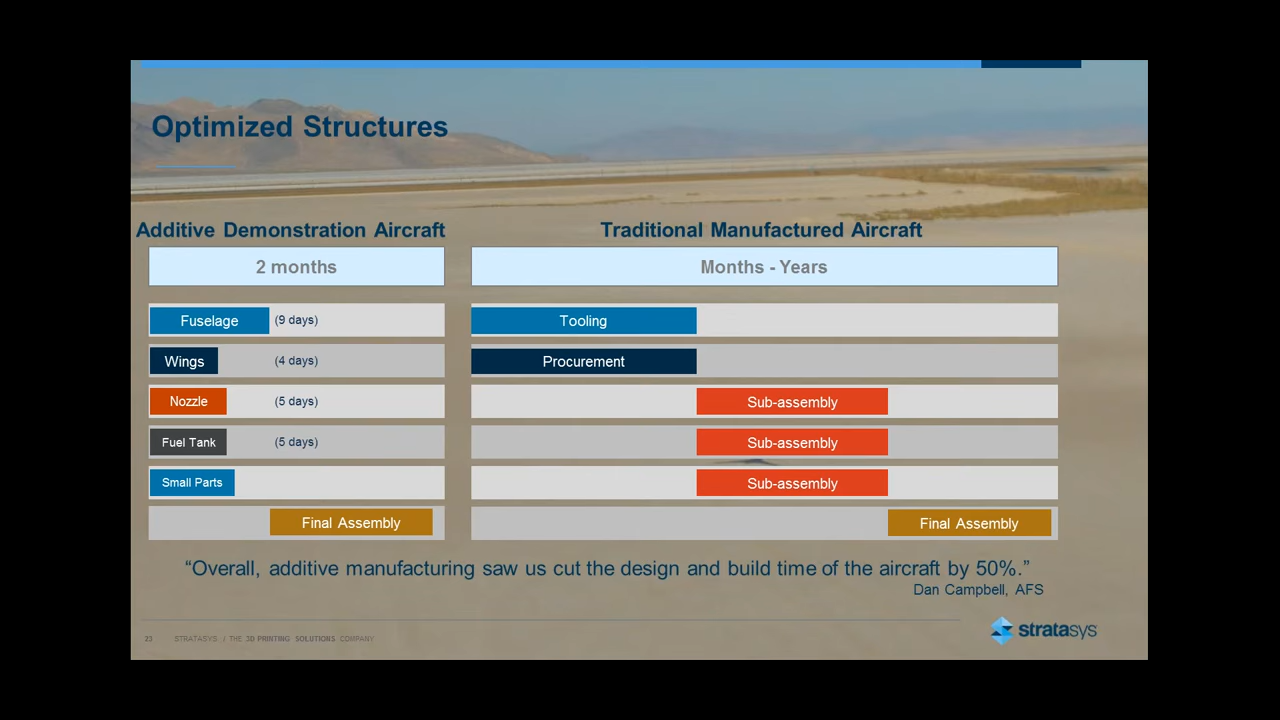 Optimized Structures
Additive Demonstration Aircraft
Traditional Manufactured Aircraft
2 months
Months - Years
Fuselage (9 days)
Tooling
Wings (4 days)
Procurement
Nozzle (5 days)
Sub-assembly
Fuel Tank (5 days)
Sub-assembly
Small Parts
Sub-assembly
Final Assembly
Final Assembly
“Overall, additive manufacturing saw us cut the design and build time of the aircraft by 50%.”
Dan Campbell, AFS
23 STRATASYS / THE 3D PRINTING SOLUTIONS COMPANY
stratasys